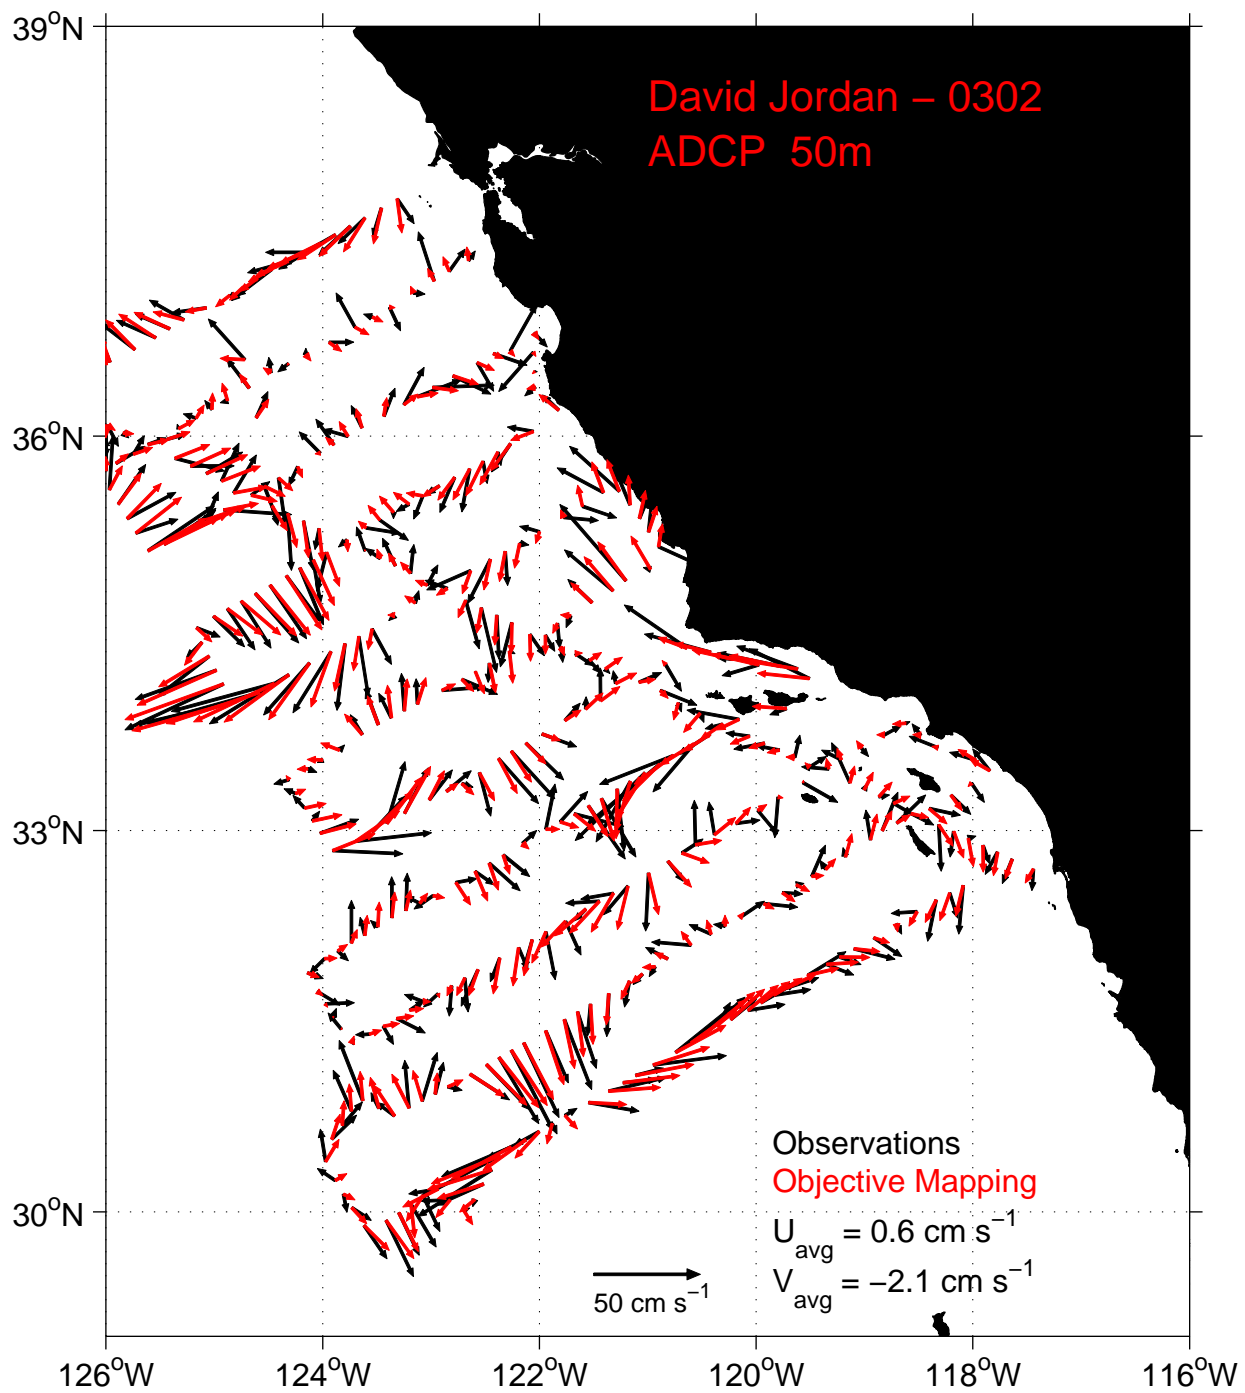 39°N
David Jordan – 0302
ADCP 50m
36°N
33°N
Observations
Objective Mapping
30°N
U_avg = 0.6 cm s⁻¹
50 cm s⁻¹
V_avg = −2.1 cm s⁻¹
126°W 124°W 122°W 120°W 118°W 116°W